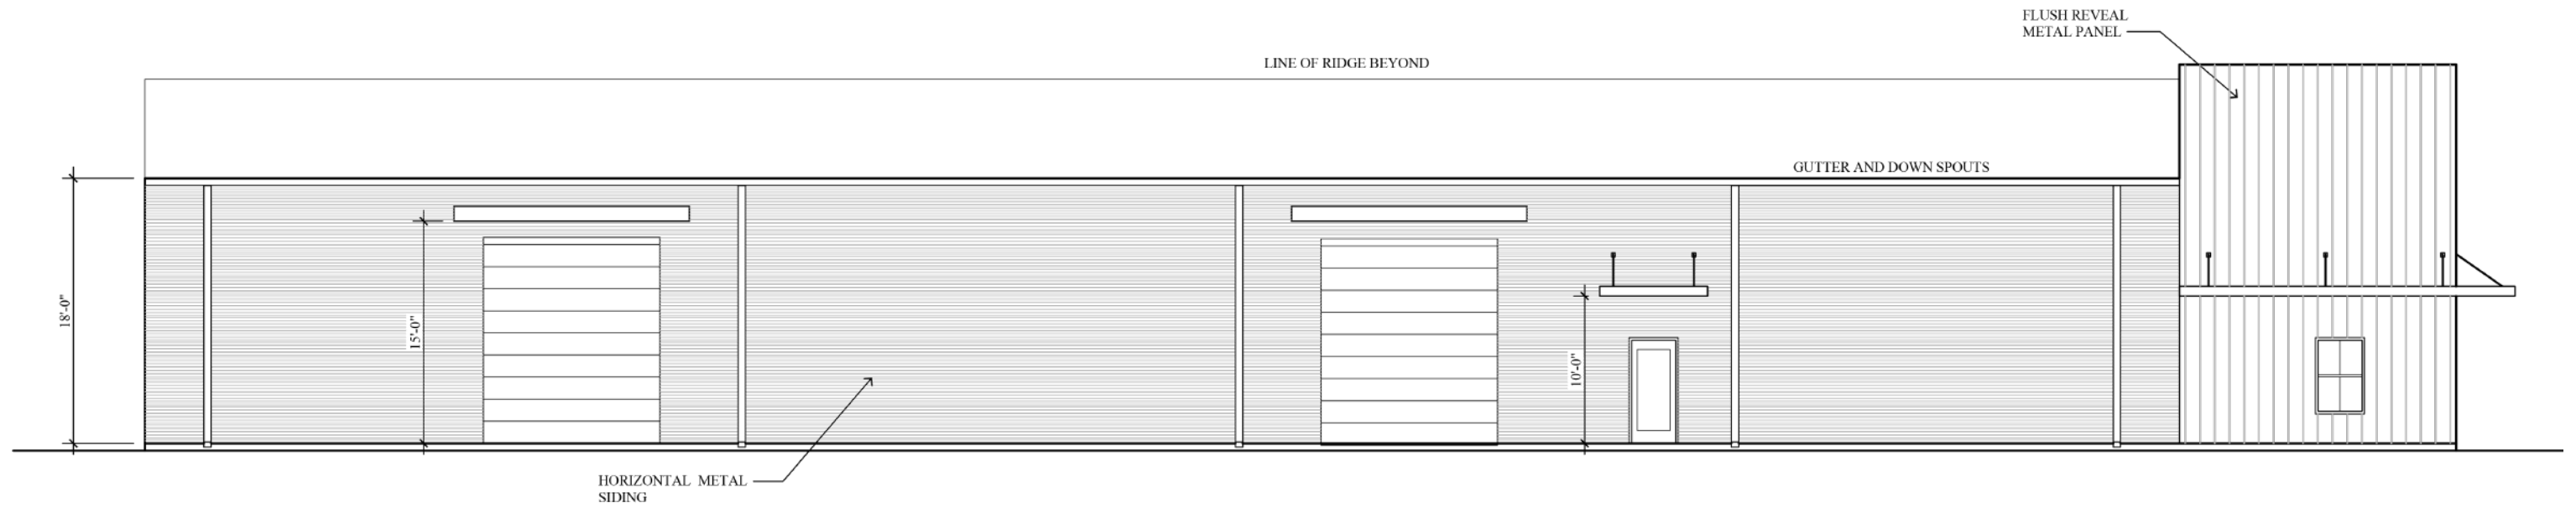 FLUSH REVEAL
METAL PANEL
LINE OF RIDGE BEYOND
GUTTER AND DOWN SPOUTS
18'-0"
15'-0"
10'-0"
HORIZONTAL METAL
SIDING